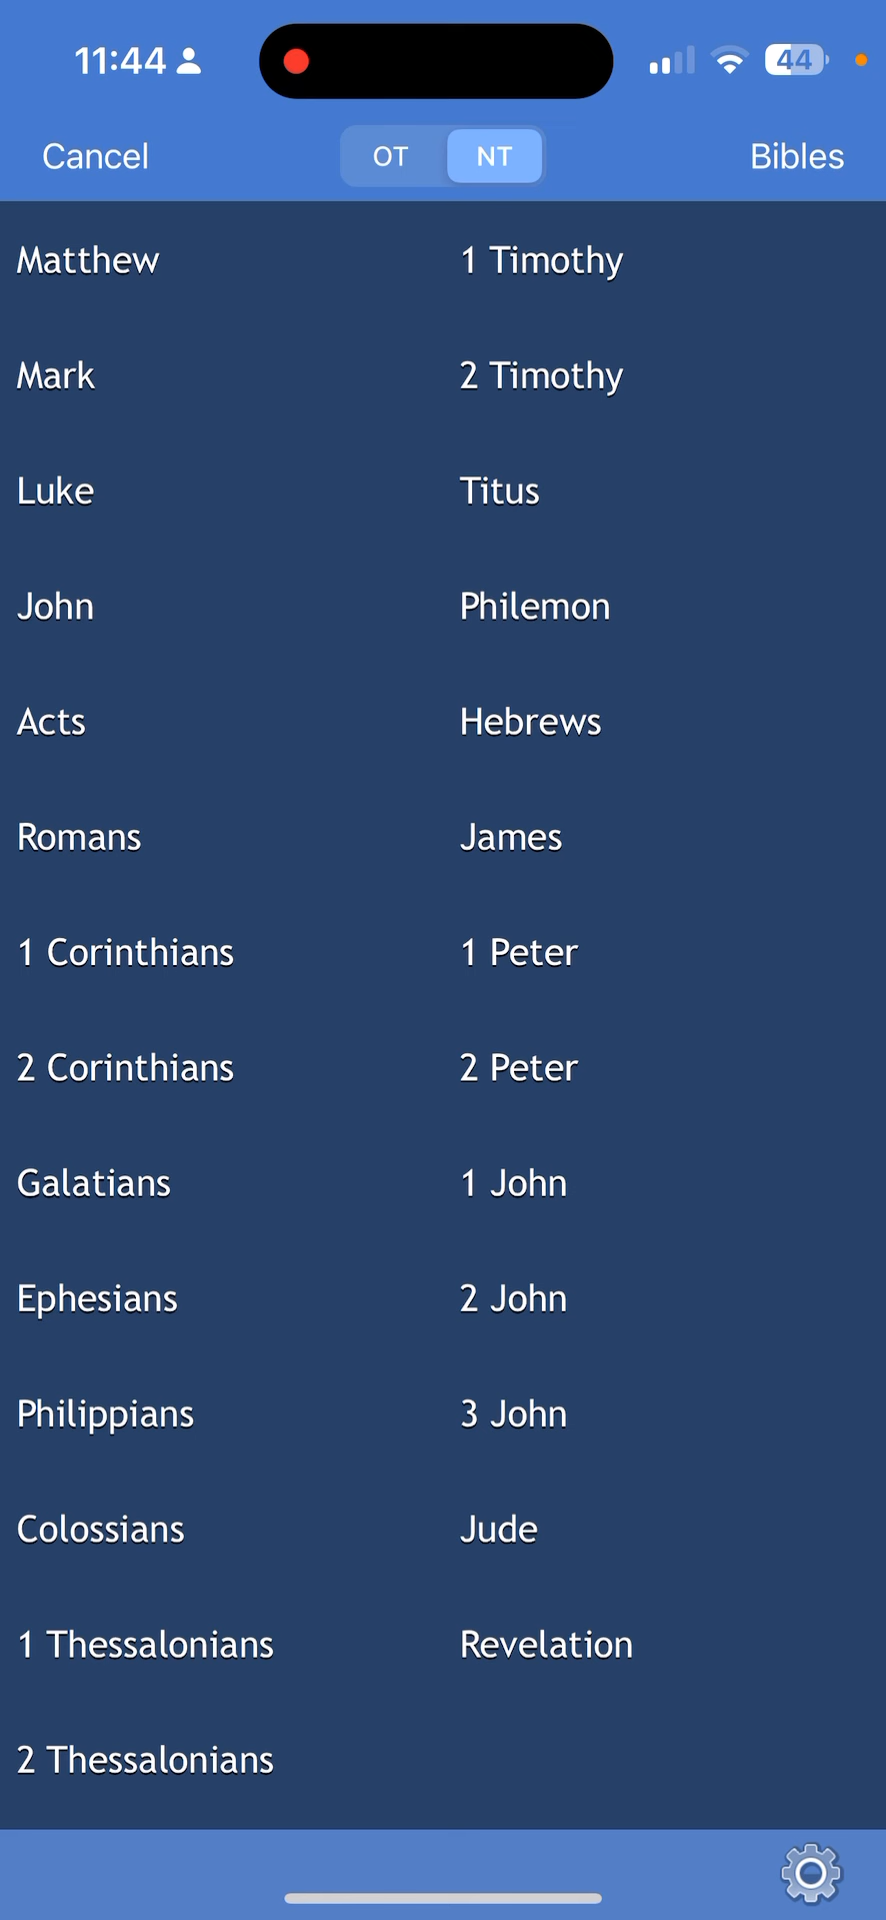 11:44
44
Cancel
OT
NT
Bibles
Matthew
1 Timothy
Mark
2 Timothy
Luke
Titus
John
Philemon
Acts
Hebrews
Romans
James
1 Corinthians
1 Peter
2 Corinthians
2 Peter
Galatians
1 John
Ephesians
2 John
Philippians
3 John
Colossians
Jude
1 Thessalonians
Revelation
2 Thessalonians